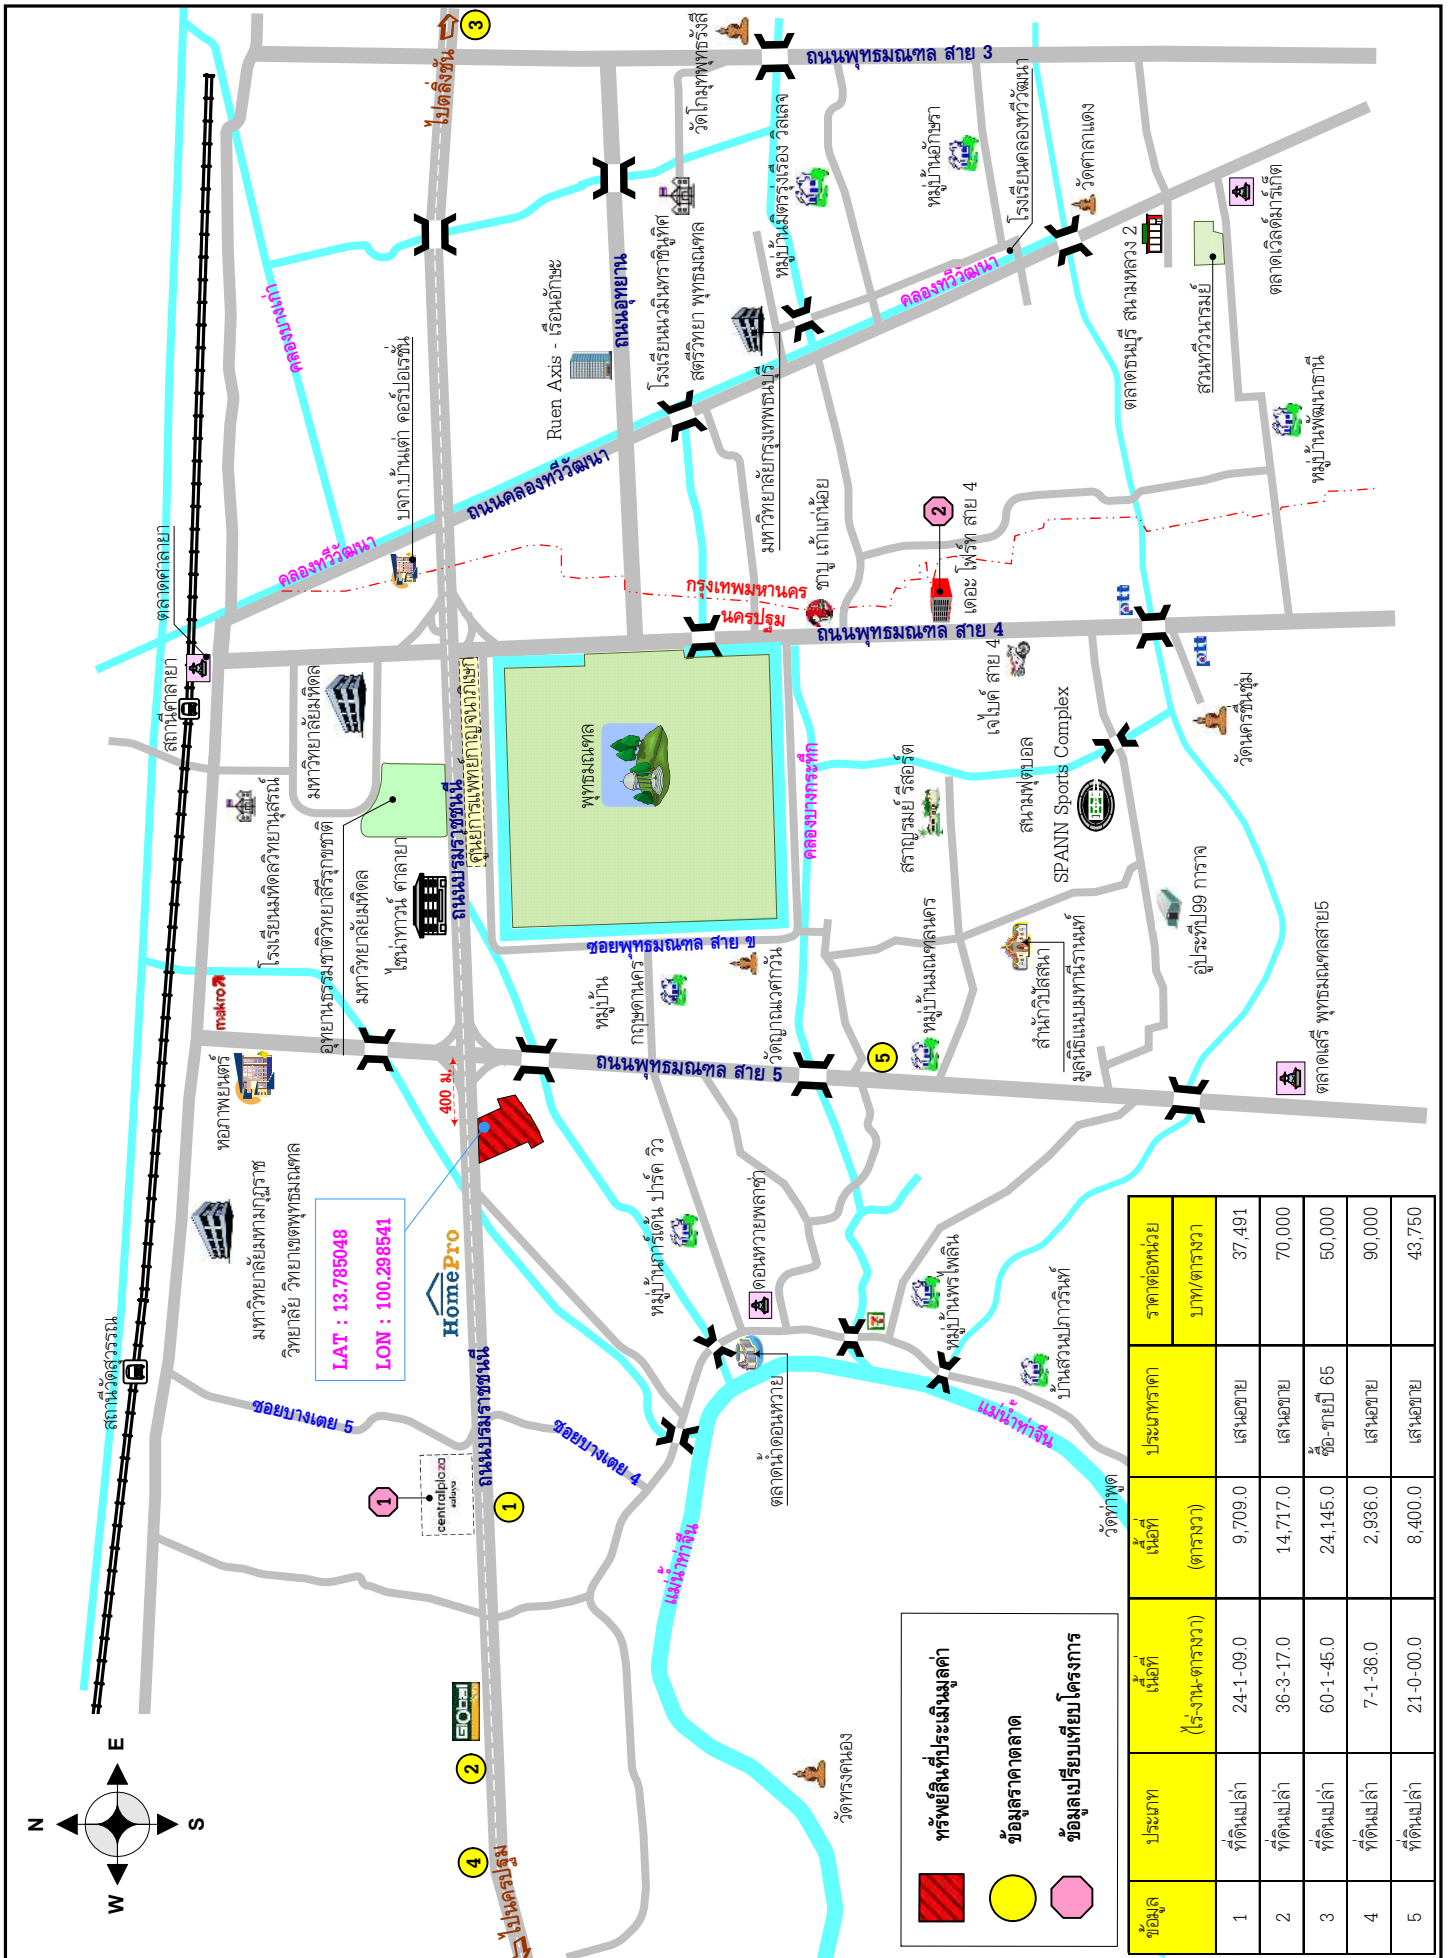 N
E
S
W
สถานีวัดสุวรรณ
สถานีศาลายา
ตลาดศาลายา
คลองทวีวัฒนา
คลองบางเก่า
ไปตลิ่งชัน
3
วัดโกมุทพุทธรังสี
ถนนพุทธมณฑล สาย 3
หมู่บ้านมิตรรุ่งเรือง วิลเลจ
หมู่บ้านอักษรา
โรงเรียนคลองทวีวัฒนา
วัดศาลาแดง
ตลาดธนบุรี สนามหลวง 2
สวนทวีวนารมย์
ตลาดเวิลด์มาร์เก็ต
หมู่บ้านพัฒนาธานี
ถนนอุทยาน
Ruen Axis - เรือนอักษะ
โรงเรียนนวมินทราชินูทิศ
สตรีวิทยา พุทธมณฑล
มหาวิทยาลัยกรุงเทพธนบุรี
คลองทวีวัฒนา
ถนนคลองทวีวัฒนา
บจก.บ้านเต่า คอร์ปอเรชั่น
กรุงเทพมหานคร
นครปฐม
ชาบู เถ้าแก่น้อย
2
เดอะ ไพร์ท สาย 4
ถนนพุทธมณฑล สาย 4
ptt
ptt
วัดนครชื่นชุ่ม
เจไบค์ สาย 4
สนามฟุตบอล
SPANN Sports Complex
สราญรมย์ รีสอร์ต
คลองบางกระทึก
พุทธมณฑล
ศูนย์การแพทย์กาญจนาภิเษก
ถนนบรมราชชนนี
มหาวิทยาลัยมหิดล
โรงเรียนมหิดลวิทยานุสรณ์
อุทยานธรรมชาติวิทยาสิรีรุกขชาติ
มหาวิทยาลัยมหิดล
ไชน่าทาวน์ ศาลายา
makro
หอภาพยนตร์
ซอยพุทธมณฑล สาย ข
หมู่บ้าน
กฤษดานคร
วัดญาณเวศกวัน
ถนนพุทธมณฑล สาย 5
5
หมู่บ้านมณฑลนคร
สำนักวิปัสสนา
มูลนิธิแนบมหานีรานนท์
อู่ประทีป99 การาจ
ตลาดเสรี พุทธมณฑลสาย5
400 ม.
มหาวิทยาลัยมหามกุฏราช
วิทยาลัย วิทยาเขตพุทธมณฑล
LAT : 13.785048
LON : 100.298541
HomePro
หมู่บ้านการ์เด้น ปาร์ค วิว
ดอนหวายพลาซ่า
ตลาดน้ำดอนหวาย
7
หมู่บ้านพรไพลิน
บ้านสวนปภาวรินท์
แม่น้ำท่าจีน
วัดท่าพูด
ซอยบางเตย 5
ซอยบางเตย 4
ถนนบรมราชชนนี
centralplaza
salaya
1
1
แม่น้ำท่าจีน
GlObal
2
4
ไปนครปฐม
วัดทรงคนอง
ทรัพย์สินที่ประเมินมูลค่า
ข้อมูลราคาตลาด
ข้อมูลเปรียบเทียบโครงการ
ข้อมูล ประเภท เนื้อที่ เนื้อที่ ประเภทราคา ราคาต่อหน่วย
(ไร่-งาน-ตารางวา) (ตารางวา) บาท/ตารางวา
1 ที่ดินเปล่า 24-1-09.0 9,709.0 เสนอขาย 37,491
2 ที่ดินเปล่า 36-3-17.0 14,717.0 เสนอขาย 70,000
3 ที่ดินเปล่า 60-1-45.0 24,145.0 ซื้อ-ขายปี 65 50,000
4 ที่ดินเปล่า 7-1-36.0 2,936.0 เสนอขาย 90,000
5 ที่ดินเปล่า 21-0-00.0 8,400.0 เสนอขาย 43,750